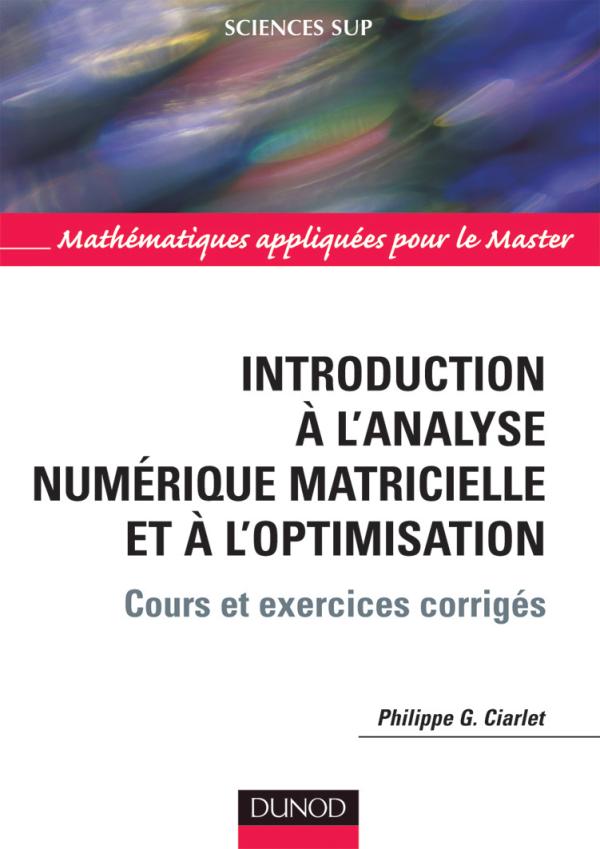 SCIENCES SUP
Mathématiques appliquées pour le Master
INTRODUCTION
À L'ANALYSE
NUMÉRIQUE MATRICIELLE
ET À L'OPTIMISATION
Cours et exercices corrigés
Philippe G. Ciarlet
DUNOD